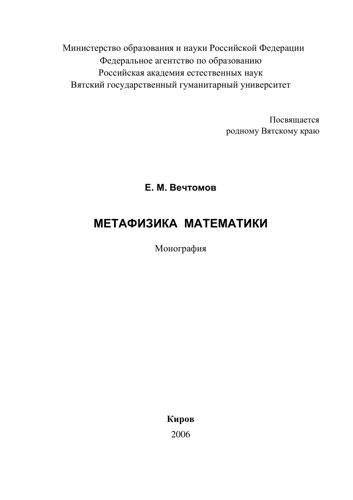 Министерство образования и науки Российской Федерации
Федеральное агентство по образованию
Российская академия естественных наук
Вятский государственный гуманитарный университет
Посвящается
родному Вятскому краю
Е. М. Вечтомов
МЕТАФИЗИКА МАТЕМАТИКИ
Монография
Киров
2006